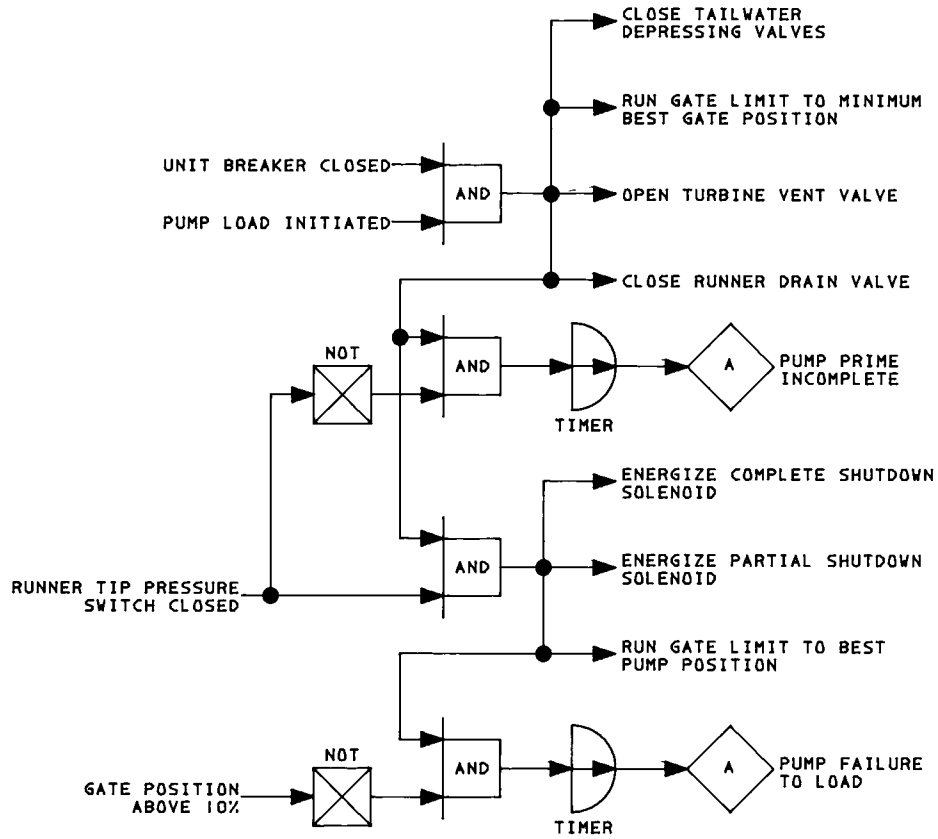 CLOSE TAILWATER
DEPRESSING VALVES
RUN GATE LIMIT TO MINIMUM
BEST GATE POSITION
UNIT BREAKER CLOSED
AND
OPEN TURBINE VENT VALVE
PUMP LOAD INITIATED
CLOSE RUNNER DRAIN VALVE
NOT
AND
A
PUMP PRIME
INCOMPLETE
TIMER
ENERGIZE COMPLETE SHUTDOWN
SOLENOID
RUNNER TIP PRESSURE
SWITCH CLOSED
AND
ENERGIZE PARTIAL SHUTDOWN
SOLENOID
RUN GATE LIMIT TO BEST
PUMP POSITION
NOT
GATE POSITION
ABOVE 10%
AND
A
PUMP FAILURE
TO LOAD
TIMER